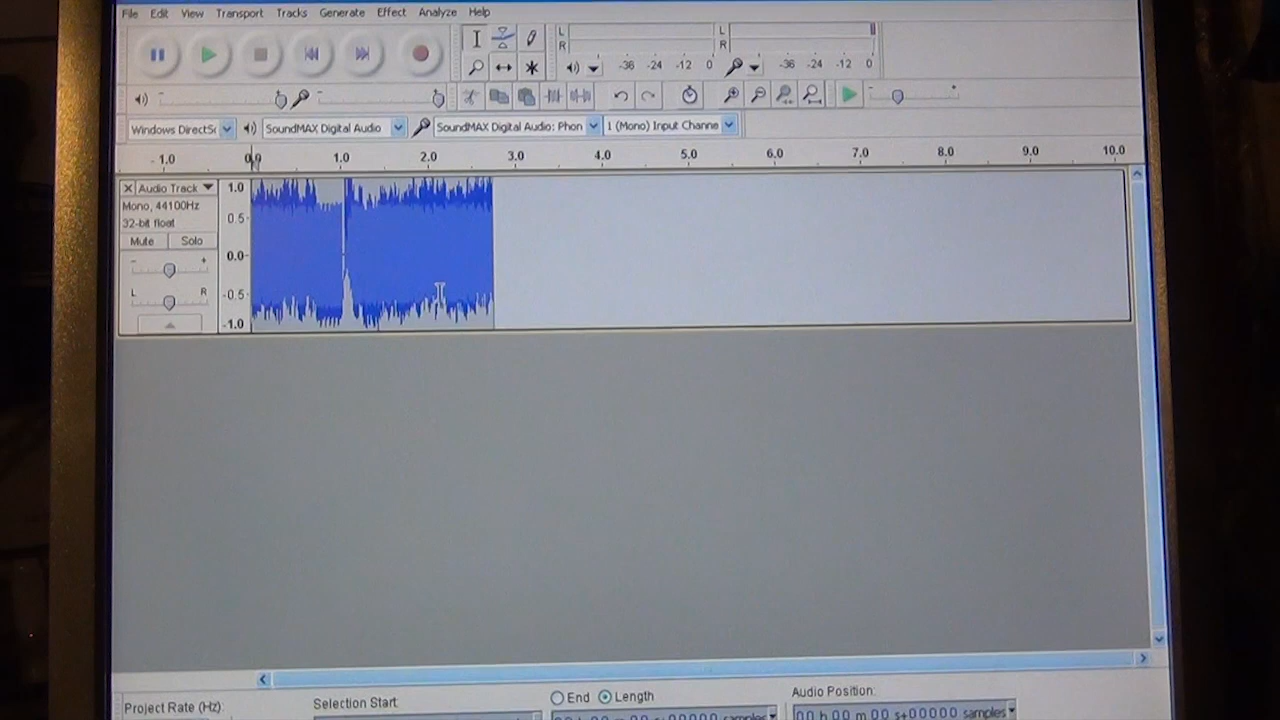 File Edit View Transport Tracks Generate Effect Analyze Help
L L
R R
-36 -24 -12 0 -36 -24 -12 0
SoundMAX Digital Audio SoundMAX Digital Audio: Phon 1 (Mono) Input Channe
-1.0 0.0 1.0 2.0 3.0 4.0 5.0 6.0 7.0 8.0 9.0 10.0
X Audio Track 1.0
Mono, 44100Hz
32-bit float 0.5-
Mute Solo
0.0-
- +
L R -0.5-
-1.0
Project Rate (Hz): Selection Start: End Length Audio Position:
00 h 00 m 00 s+00000 samples